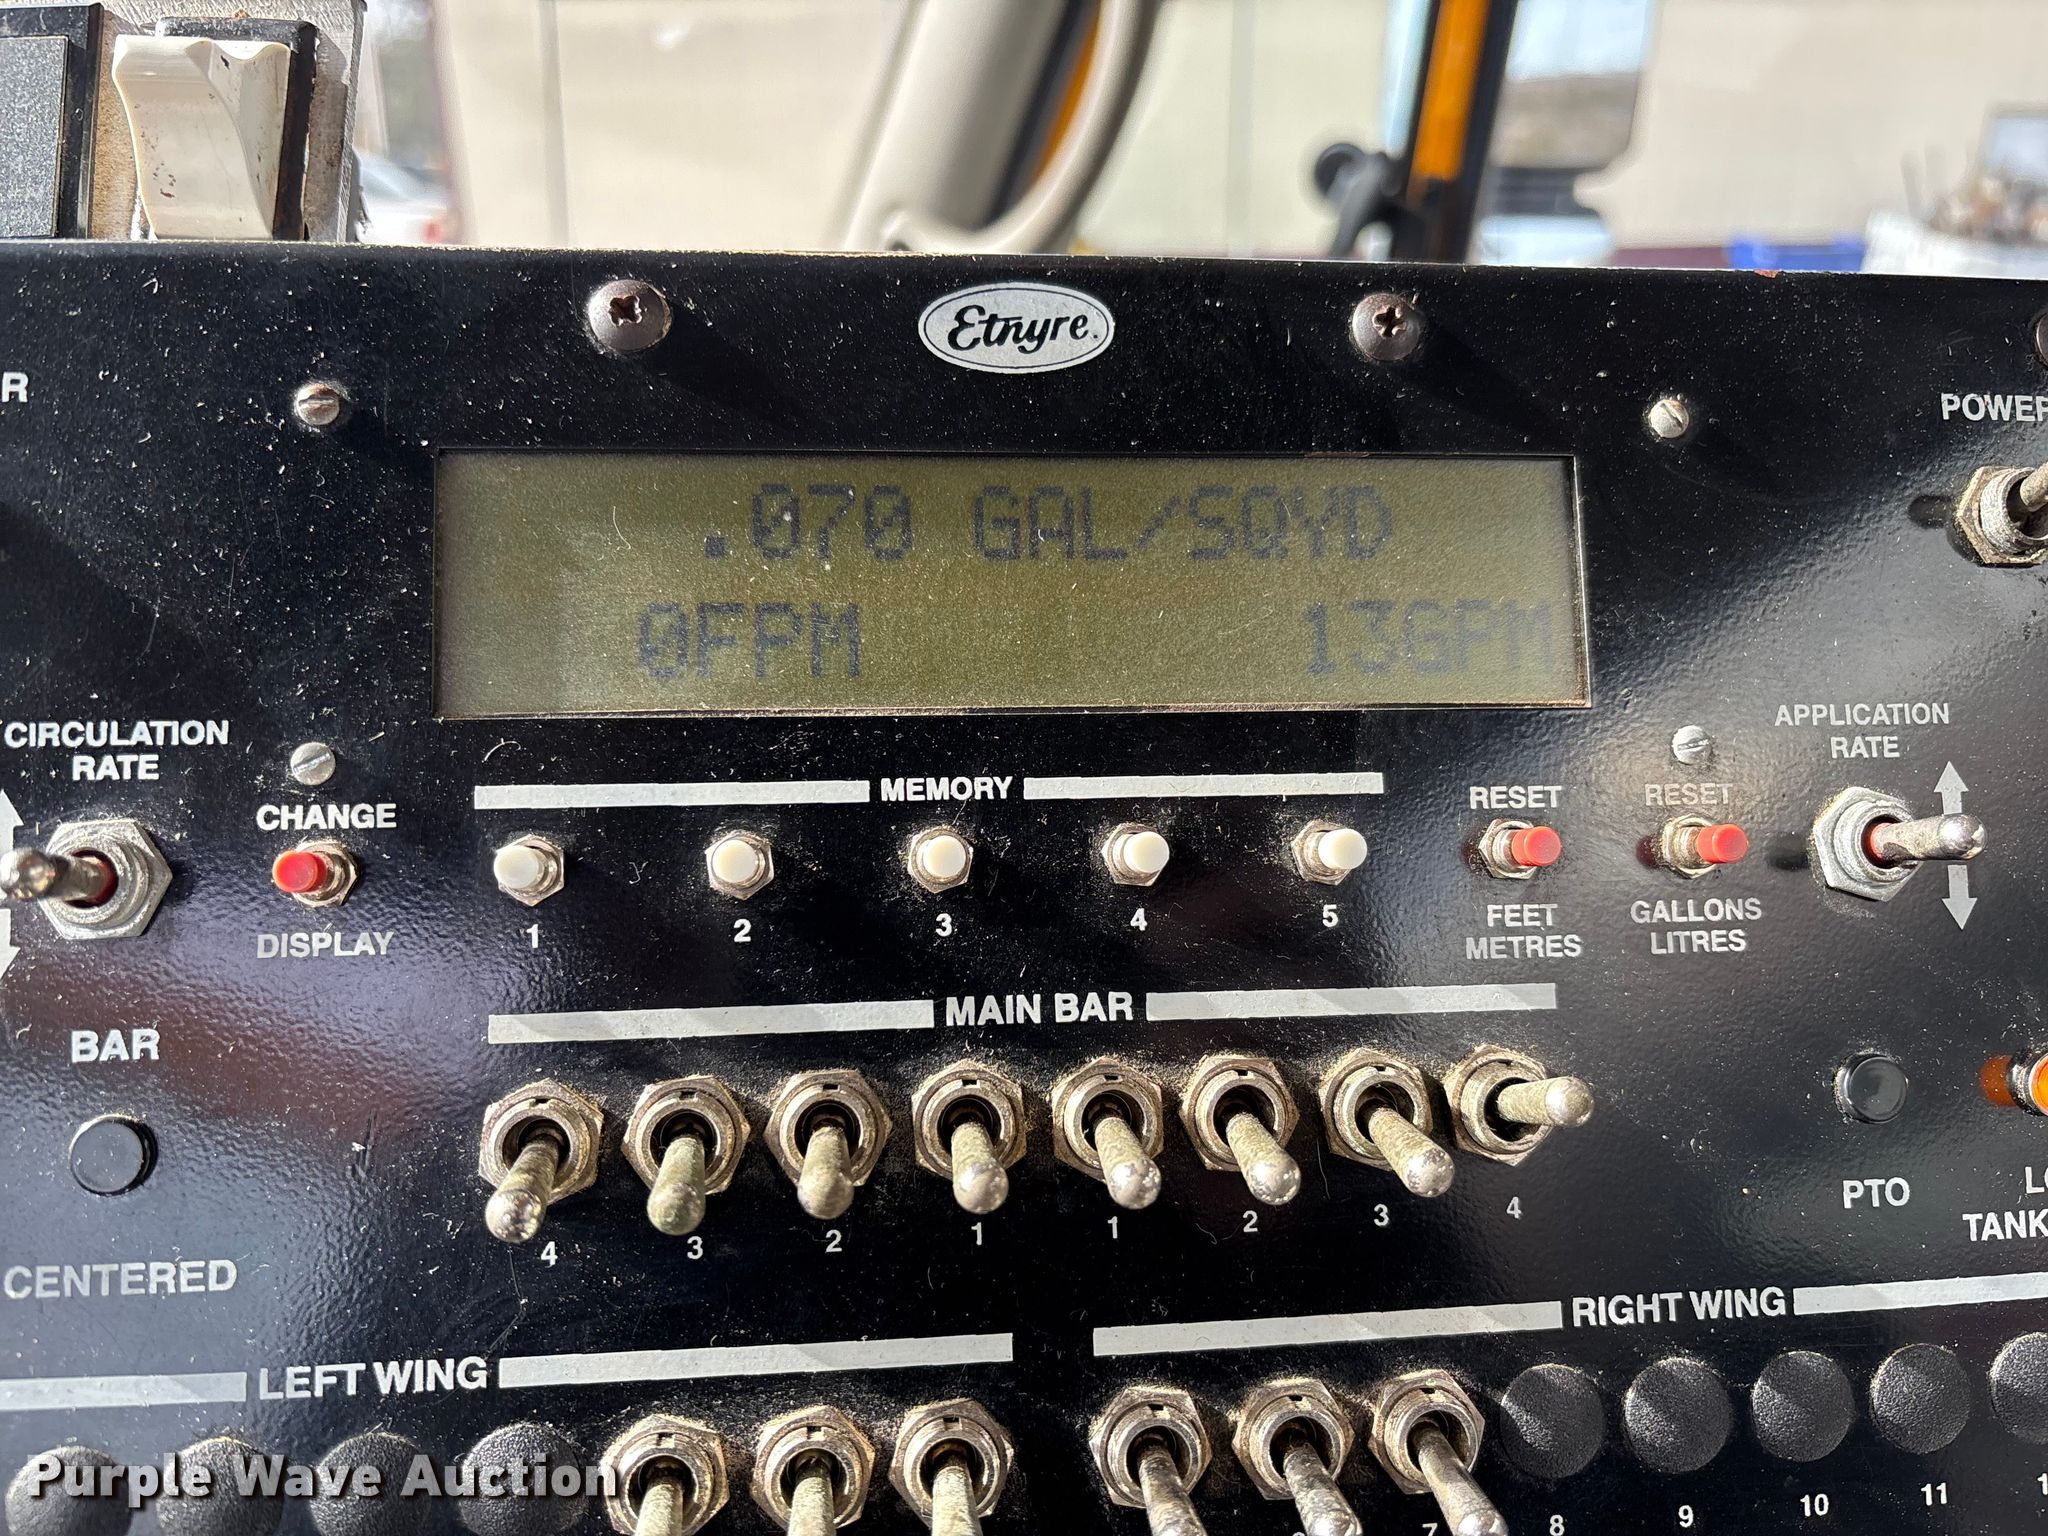 Etnyre.
R
POWER
.070 GAL/SQYD
0FPM 13GPM
CIRCULATION
RATE
CHANGE
DISPLAY
MEMORY
1 2 3 4 5
RESET
FEET
METRES
RESET
GALLONS
LITRES
APPLICATION
RATE
BAR
CENTERED
MAIN BAR
4 3 2 1 1 2 3 4
PTO
TANK
LEFT WING
RIGHT WING
7 8 9 10 11
Purple Wave Auction